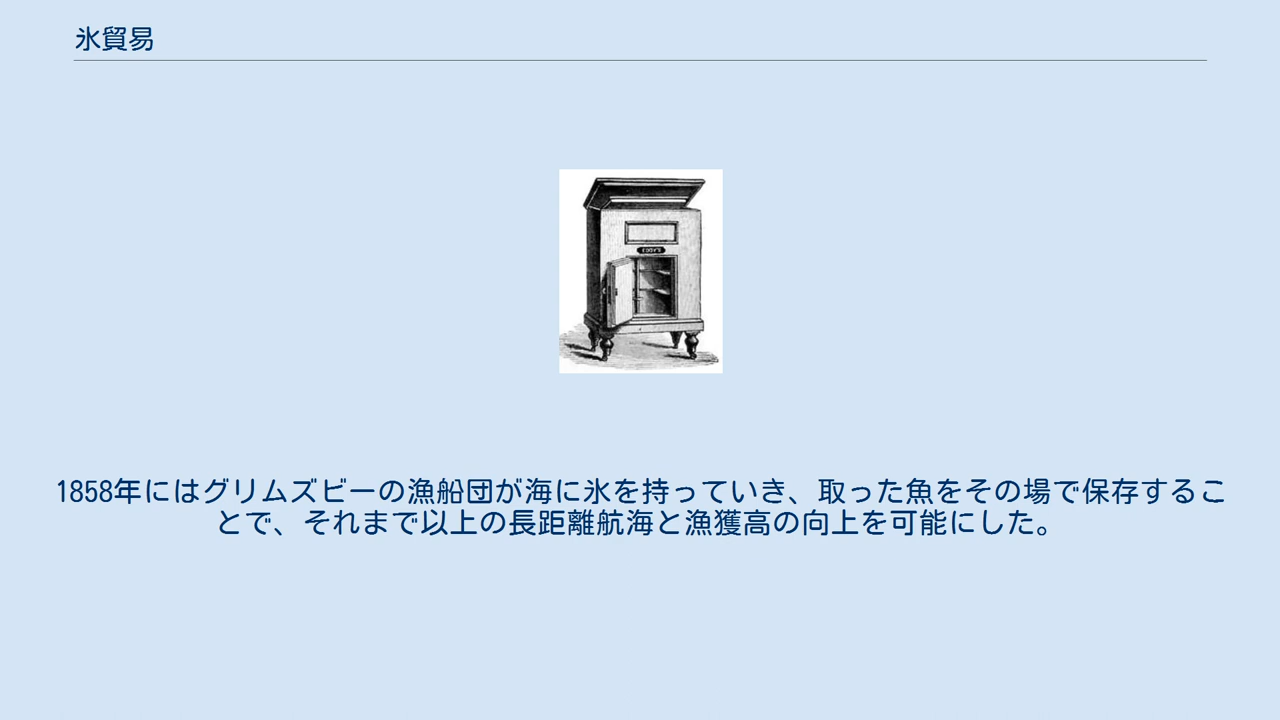 氷貿易
EDDY'S
1858年にはグリムズビーの漁船団が海に氷を持っていき、取った魚をその場で保存するこ
とで、それまで以上の長距離航海と漁獲高の向上を可能にした。